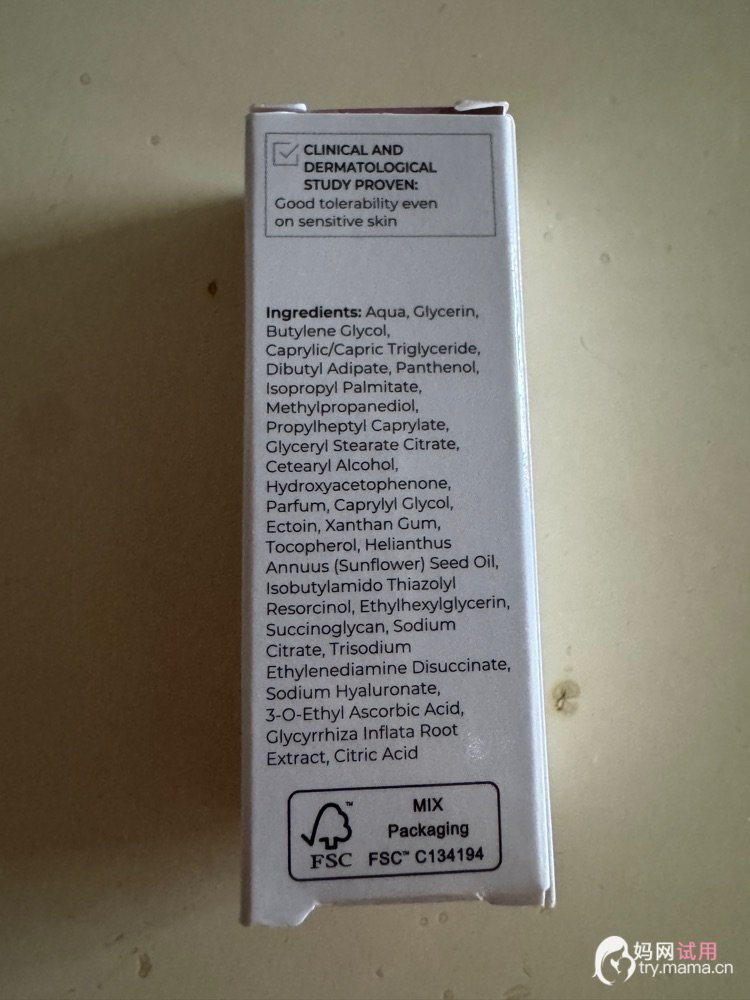 CLINICAL AND
DERMATOLOGICAL
STUDY PROVEN:
Good tolerability even
on sensitive skin
Ingredients: Aqua, Glycerin,
Butylene Glycol,
Caprylic/Capric Triglyceride,
Dibutyl Adipate, Panthenol,
Isopropyl Palmitate,
Methylpropanediol,
Propylheptyl Caprylate,
Glyceryl Stearate Citrate,
Cetearyl Alcohol,
Hydroxyacetophenone,
Parfum, Caprylyl Glycol,
Ectoin, Xanthan Gum,
Tocopherol, Helianthus
Annuus (Sunflower) Seed Oil,
Isobutylamido Thiazolyl
Resorcinol, Ethylhexylglycerin,
Succinoglycan, Sodium
Citrate, Trisodium
Ethylenediamine Disuccinate,
Sodium Hyaluronate,
3-O-Ethyl Ascorbic Acid,
Glycyrrhiza Inflata Root
Extract, Citric Acid
FSC™
MIX
Packaging
FSC™ C134194
妈网试用
try.mama.cn